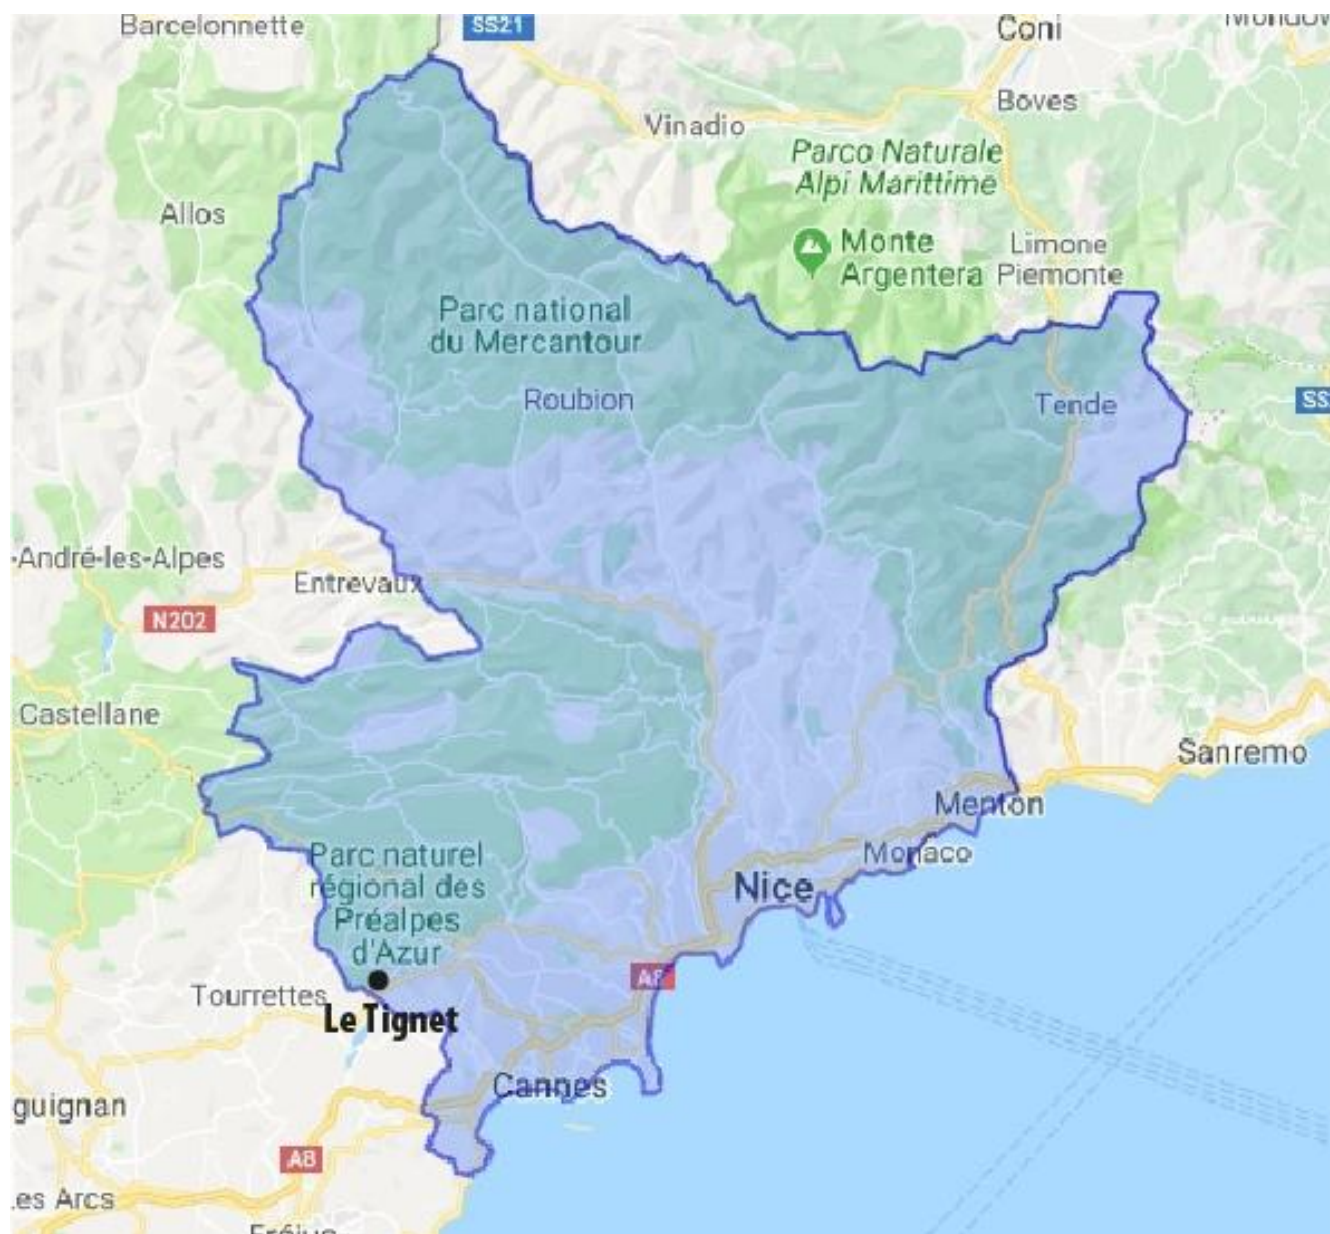 Barcelonnette
SS21
Coni
Boves
Vinadio
Parco Naturale
Alpi Marittime
Allos
Monte
Argentera
Limone
Piemonte
Parc national
du Mercantour
Roubion
Tende
SS
-André-les-Alpes
Entrevaux
N202
Castellane
Sanremo
Menton
Monaco
Parc naturel
régional des
Préalpes
d'Azur
Nice
A8
Tourrettes
Le Tignet
Cannes
guignan
A8
Les Arcs
Fréjus